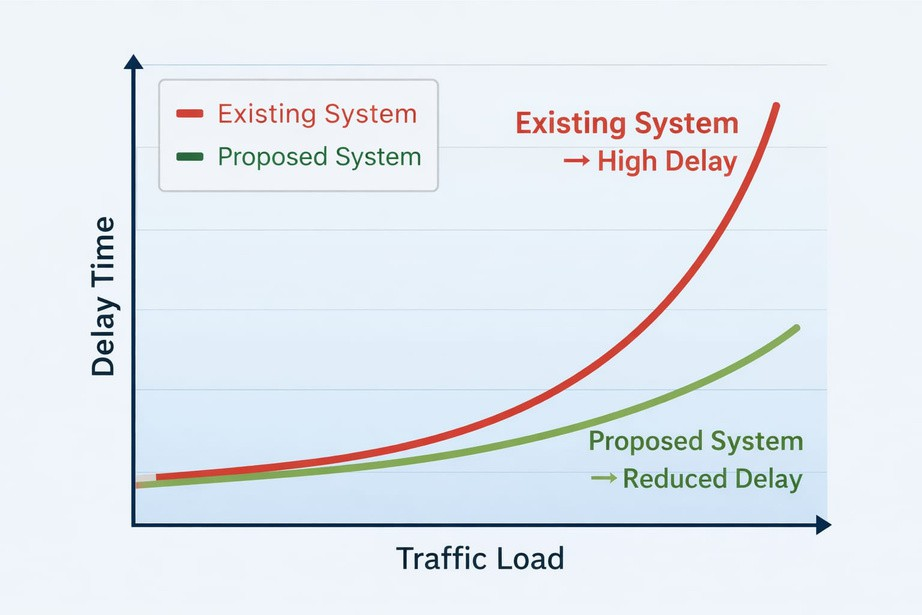 Existing System
Proposed System
Existing System
→ High Delay
Delay Time
Proposed System
→ Reduced Delay
Traffic Load